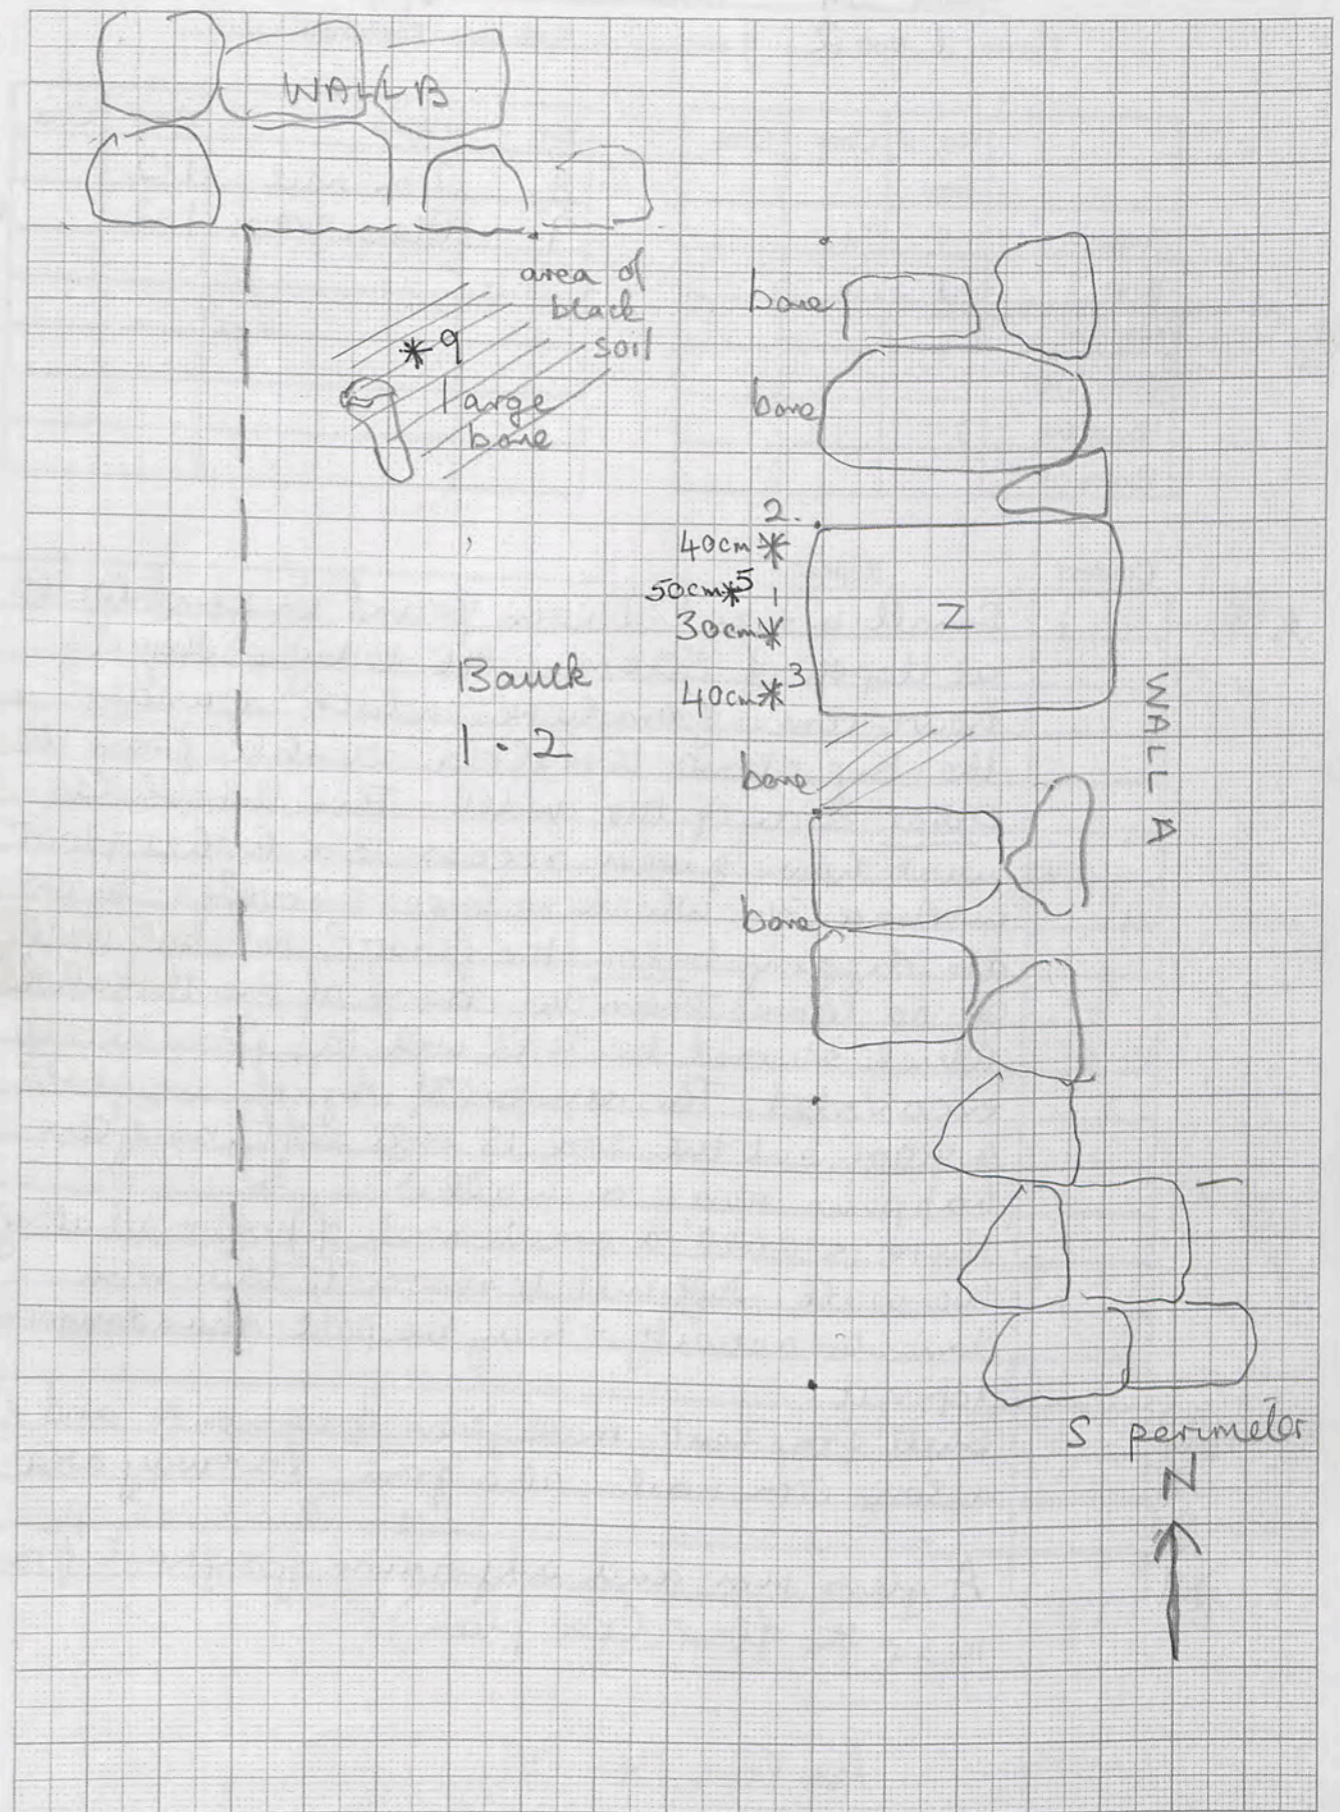 WALL B
area of
black
soil
* 9
large
bone
bone
bone
2.
40cm *
50cm * 5
30cm *
40cm * 3
Z
Baulk
1.2
WALL A
bone
bone
S perimeter
N